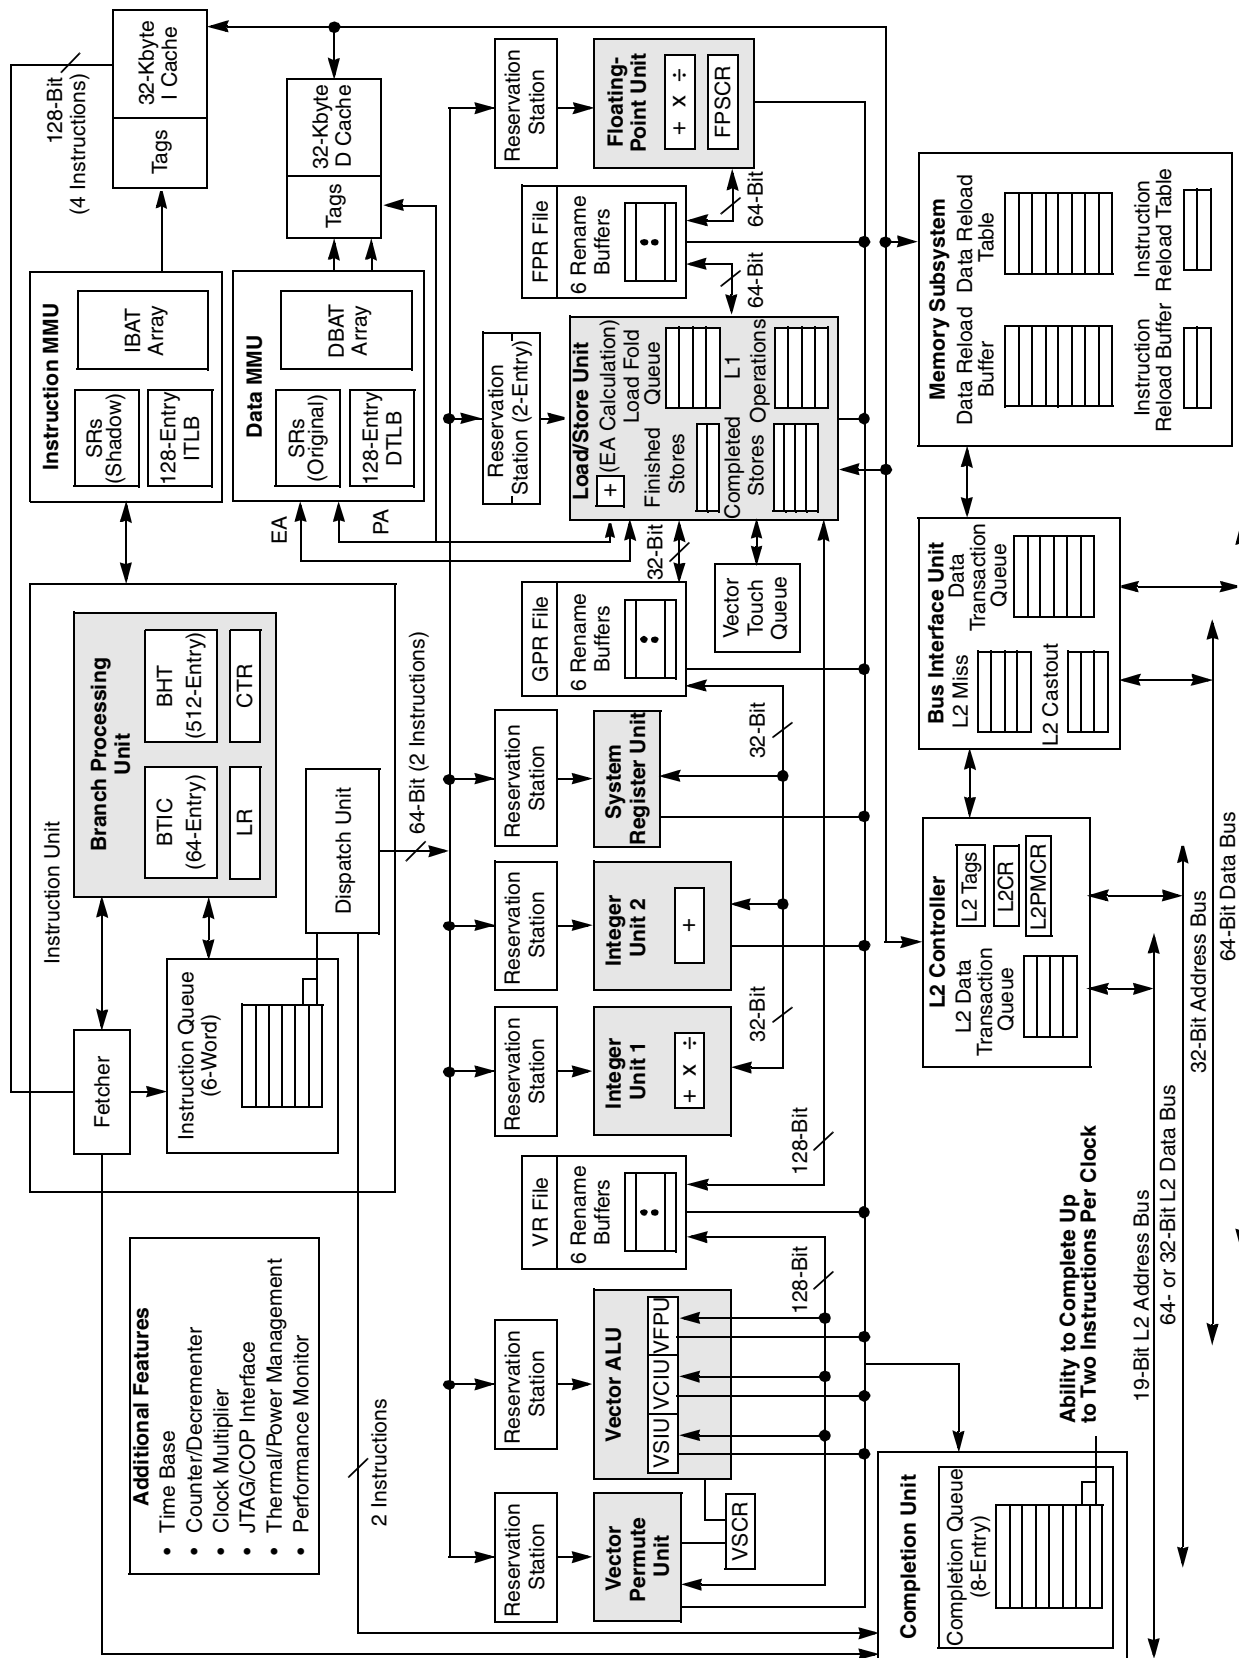 Additional Features
• Time Base
• Counter/Decrementer
• Clock Multiplier
• JTAG/COP Interface
• Thermal/Power Management
• Performance Monitor
Instruction Unit
Fetcher
Instruction Queue
(6-Word)
Branch Processing
Unit
BTIC
(64-Entry)
BHT
(512-Entry)
LR
CTR
Dispatch Unit
64-Bit (2 Instructions)
2 Instructions
Instruction MMU
SRs
(Shadow)
128-Entry
ITLB
IBAT
Array
Data MMU
SRs
(Original)
128-Entry
DTLB
DBAT
Array
EA
PA
128-Bit
(4 Instructions)
Tags
32-Kbyte
I Cache
Tags
32-Kbyte
D Cache
Reservation
Station
Reservation
Station
Reservation
Station
Reservation
Station
Reservation
Station
Reservation
Station (2-Entry)
Reservation
Station
Vector
Permute
Unit
VSCR
Vector ALU
VSIU
VCIU
VFPU
128-Bit
VR File
6 Rename
Buffers
128-Bit
Integer
Unit 1
+ x ÷
32-Bit
Integer
Unit 2
+
System
Register Unit
32-Bit
GPR File
6 Rename
Buffers
32-Bit
Vector
Touch
Queue
Load/Store Unit
+
(EA Calculation)
Load Fold
Queue
Finished
Stores
L1
Operations
Completed
Stores
FPR File
6 Rename
Buffers
64-Bit
64-Bit
Floating-
Point Unit
+ x ÷
FPSCR
Completion Unit
Completion Queue
(8-Entry)
Ability to Complete Up
to Two Instructions Per Clock
L2 Controller
L2 Data
Transaction
Queue
L2 Tags
L2CR
L2PMCR
Bus Interface Unit
L2 Miss
Data
Transaction
Queue
L2 Castout
Memory Subsystem
Data Reload
Buffer
Data Reload
Table
Instruction
Reload Buffer
Instruction
Reload Table
19-Bit L2 Address Bus
64- or 32-Bit L2 Data Bus
32-Bit Address Bus
64-Bit Data Bus